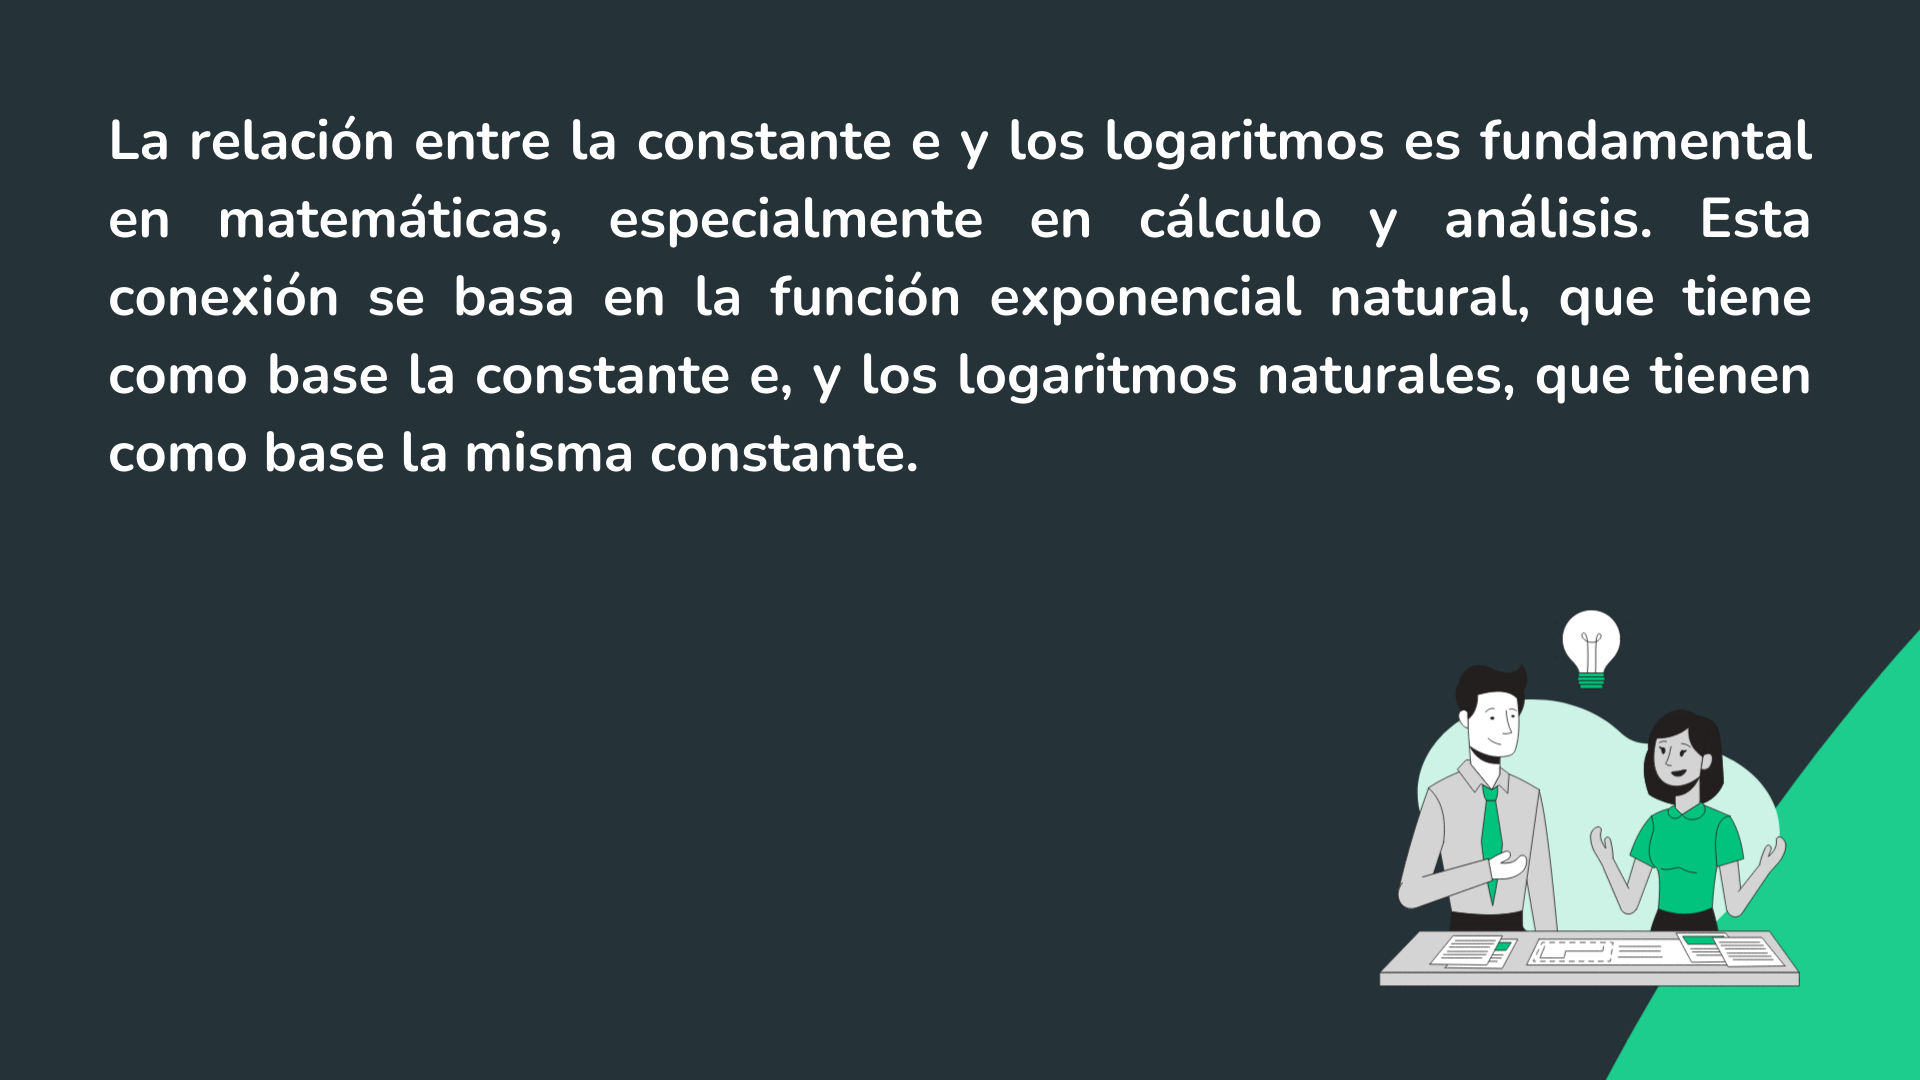 La relación entre la constante e y los logaritmos es fundamental
en matemáticas, especialmente en cálculo y análisis. Esta
conexión se basa en la función exponencial natural, que tiene
como base la constante e, y los logaritmos naturales, que tienen
como base la misma constante.